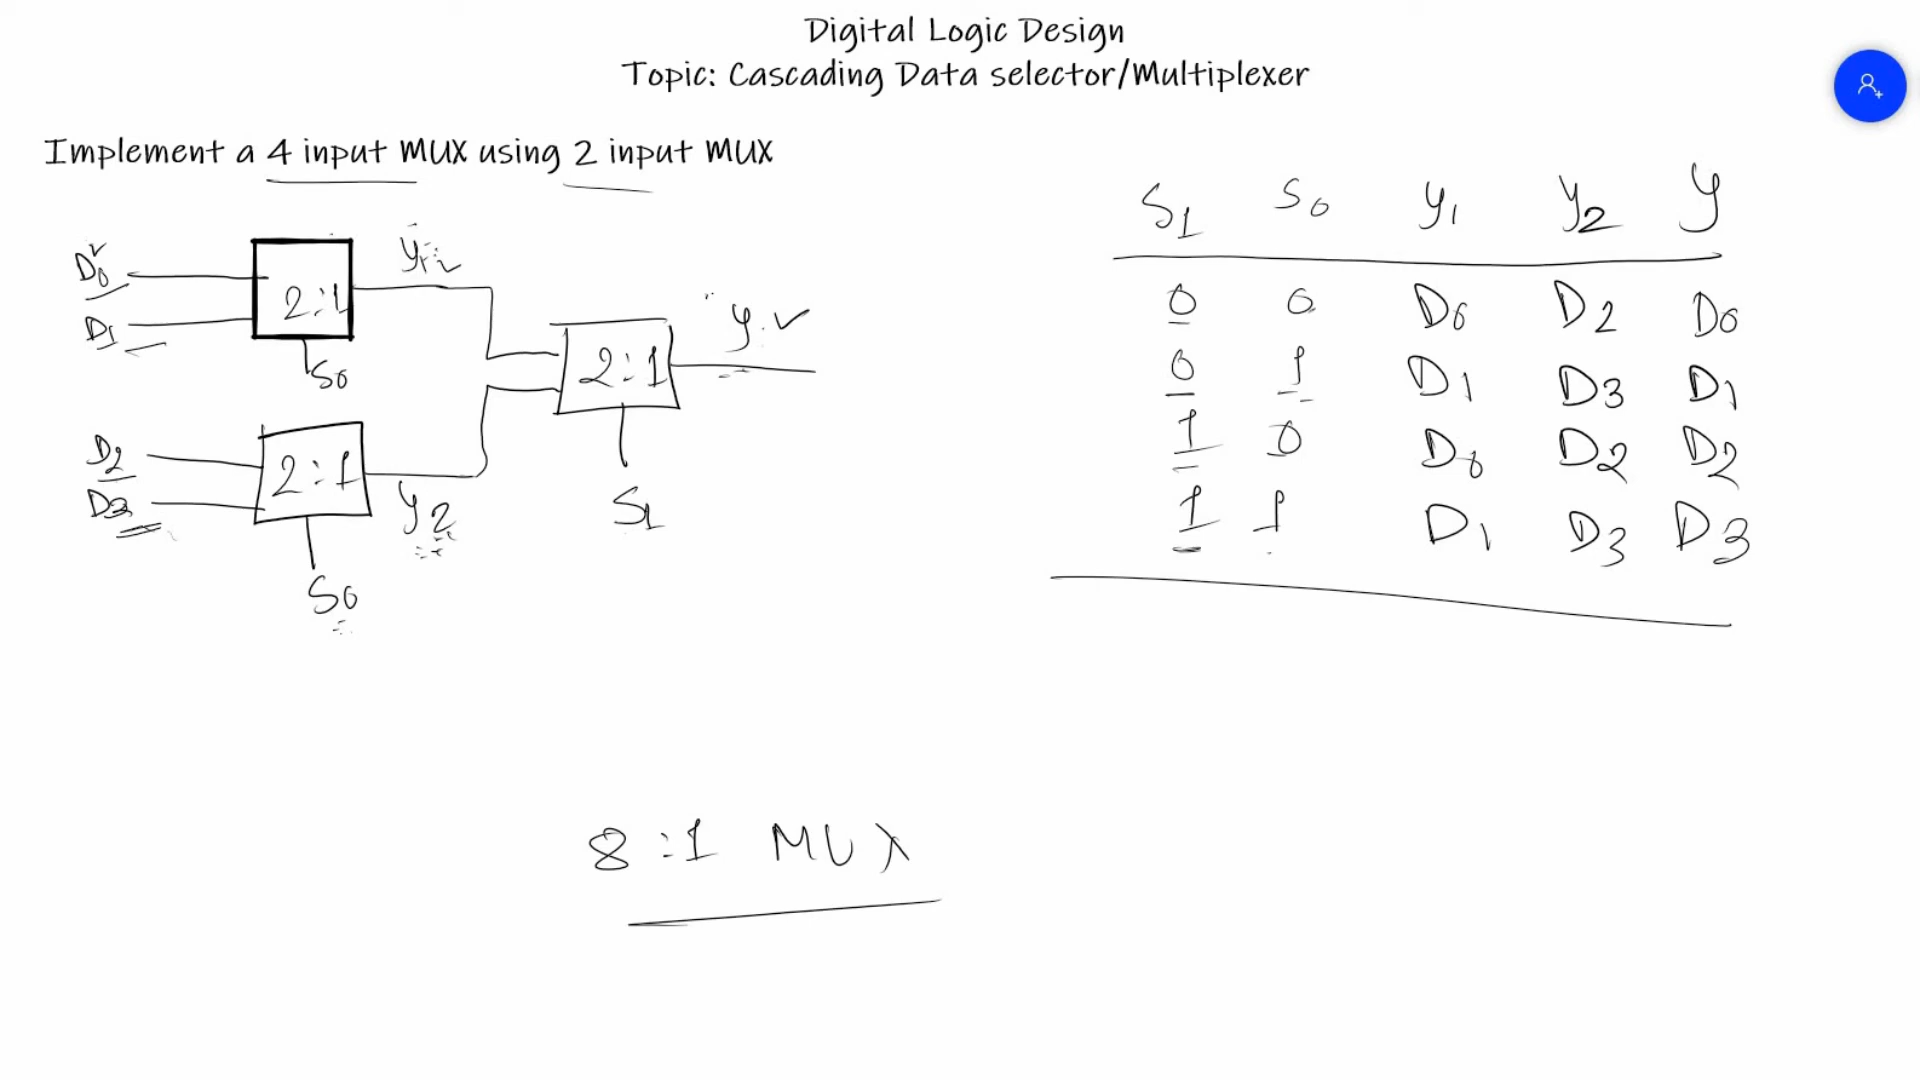 Digital Logic Design
Topic: Cascading Data selector/Multiplexer
Implement a 4 input MUX using 2 input MUX
D0
D1
2:1
S0
y1
D2
D3
2:1
S0
y2
2:1
S1
y
S1 S0 y1 y2 y
0 0 D0 D2 D0
0 1 D1 D3 D1
1 0 D0 D2 D2
1 1 D1 D3 D3
8:1 MUX